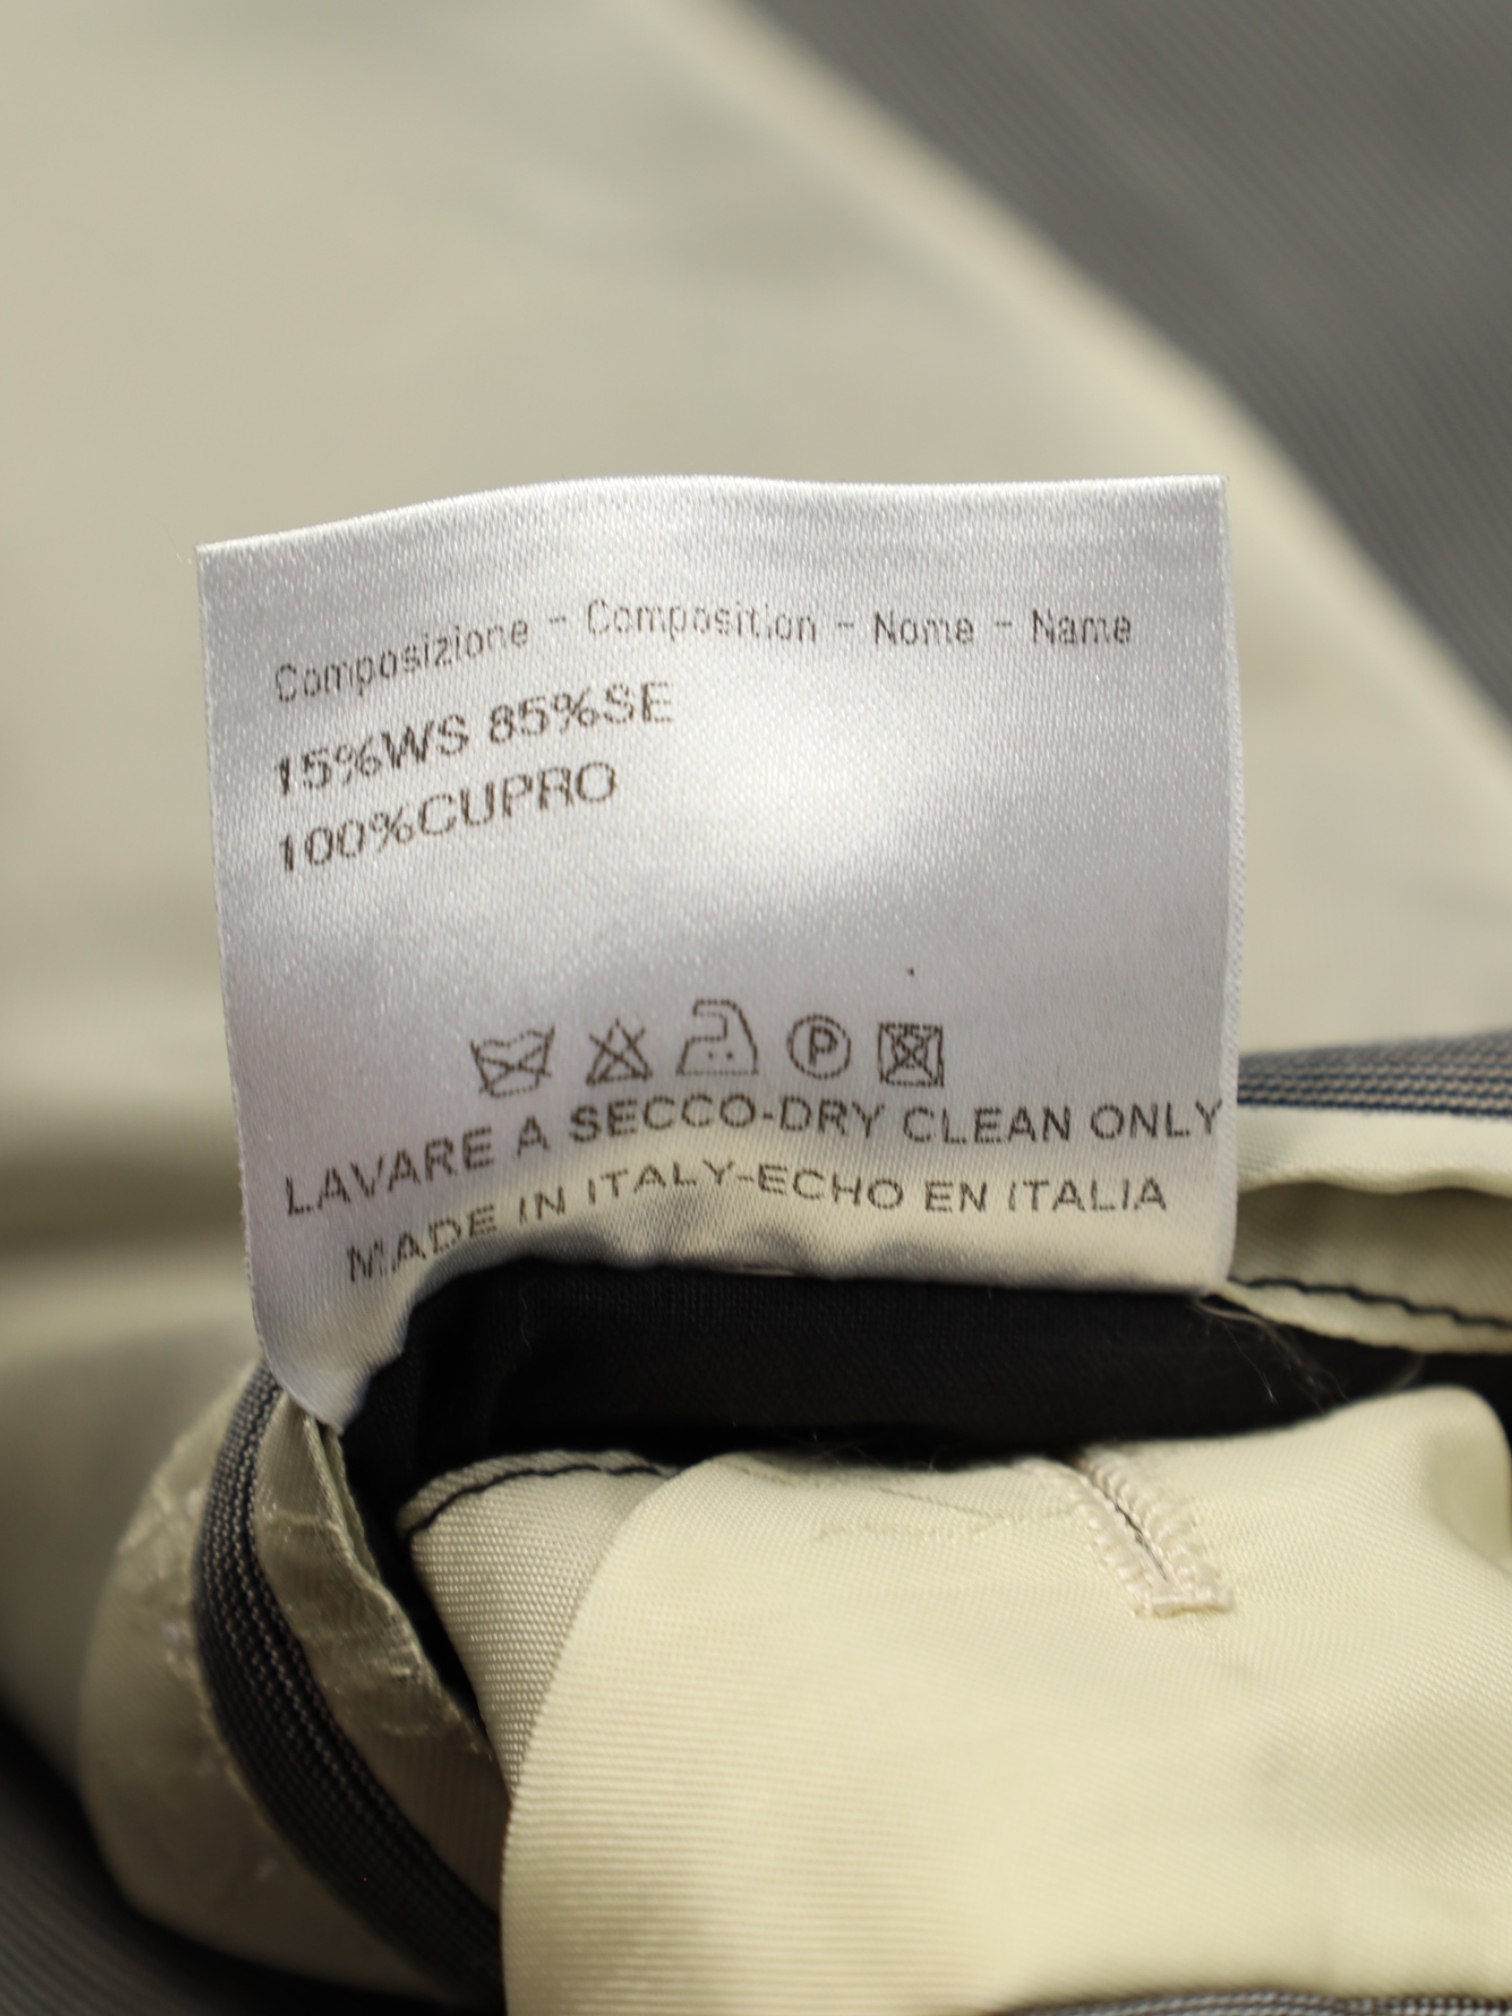 Composizione - Composition - Nome - Name
15%WS 85%SE
100%CUPRO
P
LAVARE A SECCO-DRY CLEAN ONLY
MADE IN ITALY-ECHO EN ITALIA